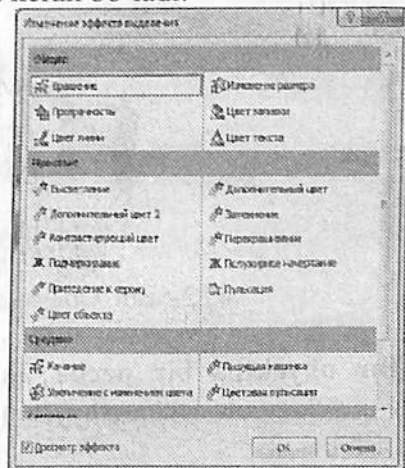 Изменение эффекта выделения
Общие
Вращение Изменение размера
Прозрачность Цвет заливки
Цвет линии Цвет текста
Высветление Дополнительный цвет
Дополнительный цвет 2 Затемнение
Контрастирующий цвет Перекрашивание
Подчеркивание Полужирное начертание
Приведение к серому Пульсация
Цвет объекта
Средние
Качание Пишущая машинка
Увеличение с изменением цвета Цветовая пульсация
Просмотр эффекта ОК Отмена